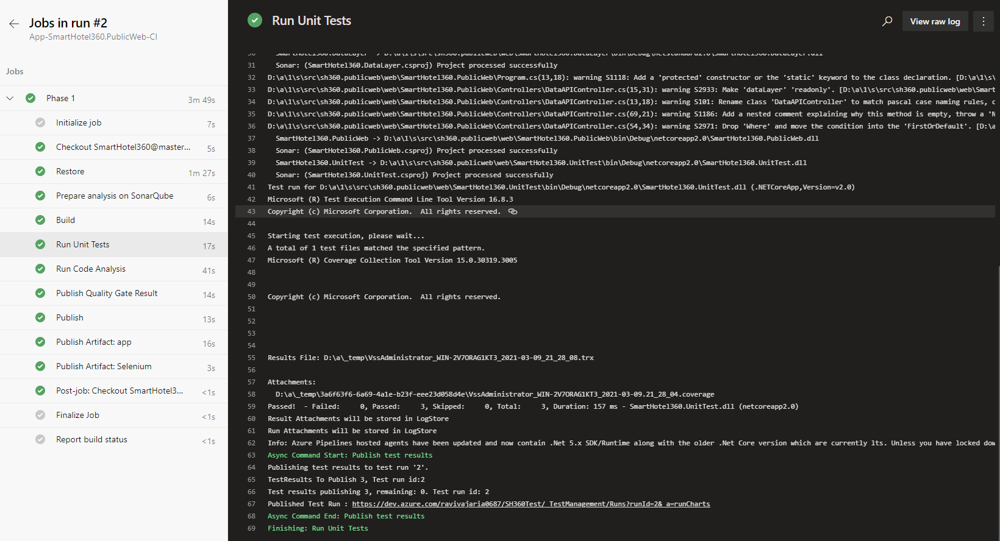 Jobs in run #2
App-SmartHotel360.PublicWeb-CI
Jobs
Phase 1 3m 49s
Initialize job 7s
Checkout SmartHotel360@master... 5s
Restore 1m 27s
Prepare analysis on SonarQube 6s
Build 14s
Run Unit Tests 17s
Run Code Analysis 41s
Publish Quality Gate Result 14s
Publish 13s
Publish Artifact: app 16s
Publish Artifact: Selenium 3s
Post-job: Checkout SmartHotel3... <1s
Finalize Job <1s
Report build status <1s
Run Unit Tests
View raw log
30 SmartHotel360.DataLayer -> D:\a\1\s\src\sh360.publicweb\web\SmartHotel360.DataLayer\bin\Debug\netstandard2.0\SmartHotel360.DataLayer.dll
31 Sonar: (SmartHotel360.DataLayer.csproj) Project processed successfully
32 D:\a\1\s\src\sh360.publicweb\web\SmartHotel360.PublicWeb\Program.cs(13,18): warning S1118: Add a 'protected' constructor or the 'static' keyword to the class declaration. [D:\a\1\s\
33 D:\a\1\s\src\sh360.publicweb\web\SmartHotel360.PublicWeb\Controllers\DataAPIController.cs(15,31): warning S2933: Make 'dataLayer' 'readonly'. [D:\a\1\s\src\sh360.publicweb\web\Smart
34 D:\a\1\s\src\sh360.publicweb\web\SmartHotel360.PublicWeb\Controllers\DataAPIController.cs(13,18): warning S101: Rename class 'DataAPIController' to match pascal case naming rules, c
35 D:\a\1\s\src\sh360.publicweb\web\SmartHotel360.PublicWeb\Controllers\DataAPIController.cs(69,21): warning S1186: Add a nested comment explaining why this method is empty, throw a 'N
36 D:\a\1\s\src\sh360.publicweb\web\SmartHotel360.PublicWeb\Controllers\DataAPIController.cs(54,34): warning S2971: Drop 'Where' and move the condition into the 'FirstOrDefault'. [D:\a
37 SmartHotel360.PublicWeb -> D:\a\1\s\src\sh360.publicweb\web\SmartHotel360.PublicWeb\bin\Debug\netcoreapp2.0\SmartHotel360.PublicWeb.dll
38 Sonar: (SmartHotel360.PublicWeb.csproj) Project processed successfully
39 SmartHotel360.UnitTest -> D:\a\1\s\src\sh360.publicweb\web\SmartHotel360.UnitTest\bin\Debug\netcoreapp2.0\SmartHotel360.UnitTest.dll
40 Sonar: (SmartHotel360.UnitTest.csproj) Project processed successfully
41 Test run for D:\a\1\s\src\sh360.publicweb\web\SmartHotel360.UnitTest\bin\Debug\netcoreapp2.0\SmartHotel360.UnitTest.dll (.NETCoreApp,Version=v2.0)
42 Microsoft (R) Test Execution Command Line Tool Version 16.8.3
43 Copyright (c) Microsoft Corporation.  All rights reserved.
44
45 Starting test execution, please wait...
46 A total of 1 test files matched the specified pattern.
47 Microsoft (R) Coverage Collection Tool Version 15.0.30319.3005
48
49
50 Copyright (c) Microsoft Corporation.  All rights reserved.
51
52
53
54
55 Results File: D:\a\_temp\VssAdministrator_WIN-2V7ORAG1KT3_2021-03-09_21_28_08.trx
56
57 Attachments:
58 D:\a\_temp\3a6f63f6-6a69-4a1e-b23f-eee23d058d4e\VssAdministrator_WIN-2V7ORAG1KT3_2021-03-09.21_28_04.coverage
59 Passed!  - Failed:     0, Passed:     3, Skipped:     0, Total:     3, Duration: 157 ms - SmartHotel360.UnitTest.dll (netcoreapp2.0)
60 Result Attachments will be stored in LogStore
61 Run Attachments will be stored in LogStore
62 Info: Azure Pipelines hosted agents have been updated and now contain .Net 5.x SDK/Runtime along with the older .Net Core version which are currently lts. Unless you have locked dow
63 Async Command Start: Publish test results
64 Publishing test results to test run '2'.
65 TestResults To Publish 3, Test run id:2
66 Test results publishing 3, remaining: 0. Test run id: 2
67 Published Test Run : https://dev.azure.com/ravivajaria0687/SH360Test/_TestManagement/Runs?runId=2&_a=runCharts
68 Async Command End: Publish test results
69 Finishing: Run Unit Tests